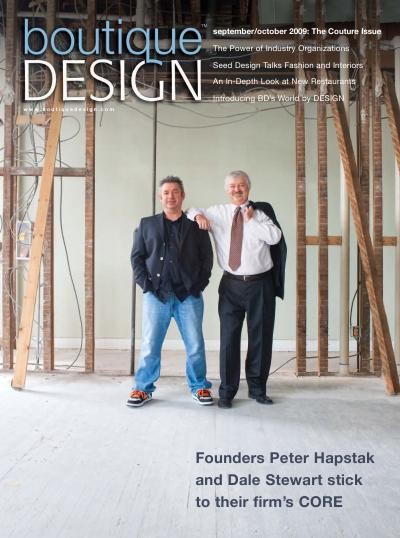 boutique™
DESIGN
www.boutiquedesign.com
september/october 2009: The Couture Issue
The Power of Industry Organizations
Seed Design Talks Fashion and Interiors
An In-Depth Look at New Restaurants
Introducing BD's World by DESIGN
Founders Peter Hapstak
and Dale Stewart stick
to their firm's CORE